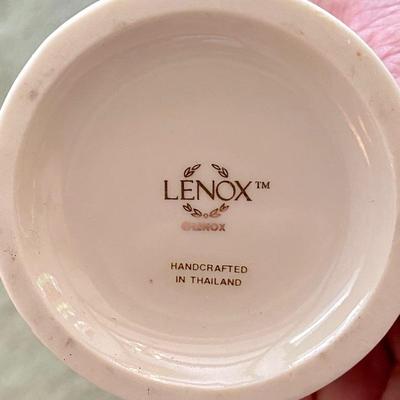 LENOX™
©LENOX
HANDCRAFTED
IN THAILAND